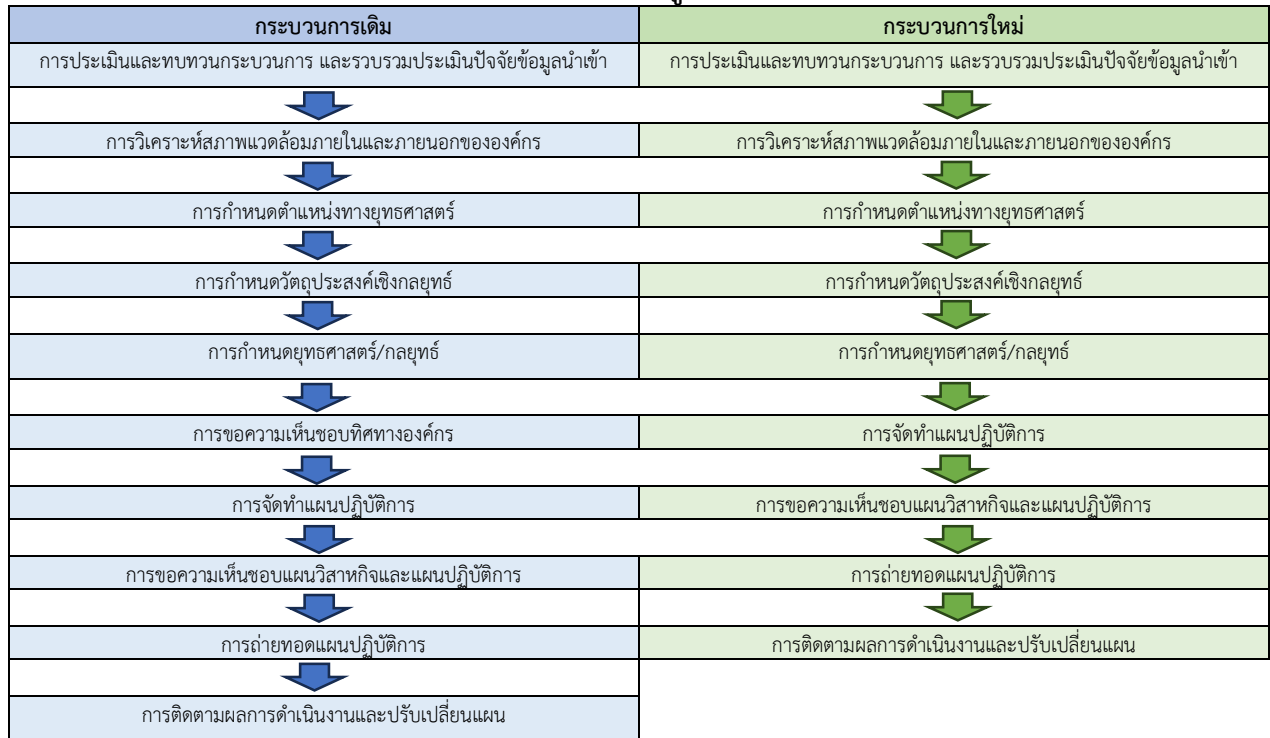 กระบวนการเดิม
กระบวนการใหม่
การประเมินและทบทวนกระบวนการ และรวบรวมประเมินปัจจัยข้อมูลนำเข้า
การประเมินและทบทวนกระบวนการ และรวบรวมประเมินปัจจัยข้อมูลนำเข้า
การวิเคราะห์สภาพแวดล้อมภายในและภายนอกขององค์กร
การวิเคราะห์สภาพแวดล้อมภายในและภายนอกขององค์กร
การกำหนดตำแหน่งทางยุทธศาสตร์
การกำหนดตำแหน่งทางยุทธศาสตร์
การกำหนดวัตถุประสงค์เชิงกลยุทธ์
การกำหนดวัตถุประสงค์เชิงกลยุทธ์
การกำหนดยุทธศาสตร์/กลยุทธ์
การกำหนดยุทธศาสตร์/กลยุทธ์
การขอความเห็นชอบทิศทางองค์กร
การจัดทำแผนปฏิบัติการ
การจัดทำแผนปฏิบัติการ
การขอความเห็นชอบแผนวิสาหกิจและแผนปฏิบัติการ
การขอความเห็นชอบแผนวิสาหกิจและแผนปฏิบัติการ
การถ่ายทอดแผนปฏิบัติการ
การถ่ายทอดแผนปฏิบัติการ
การติดตามผลการดำเนินงานและปรับเปลี่ยนแผน
การติดตามผลการดำเนินงานและปรับเปลี่ยนแผน